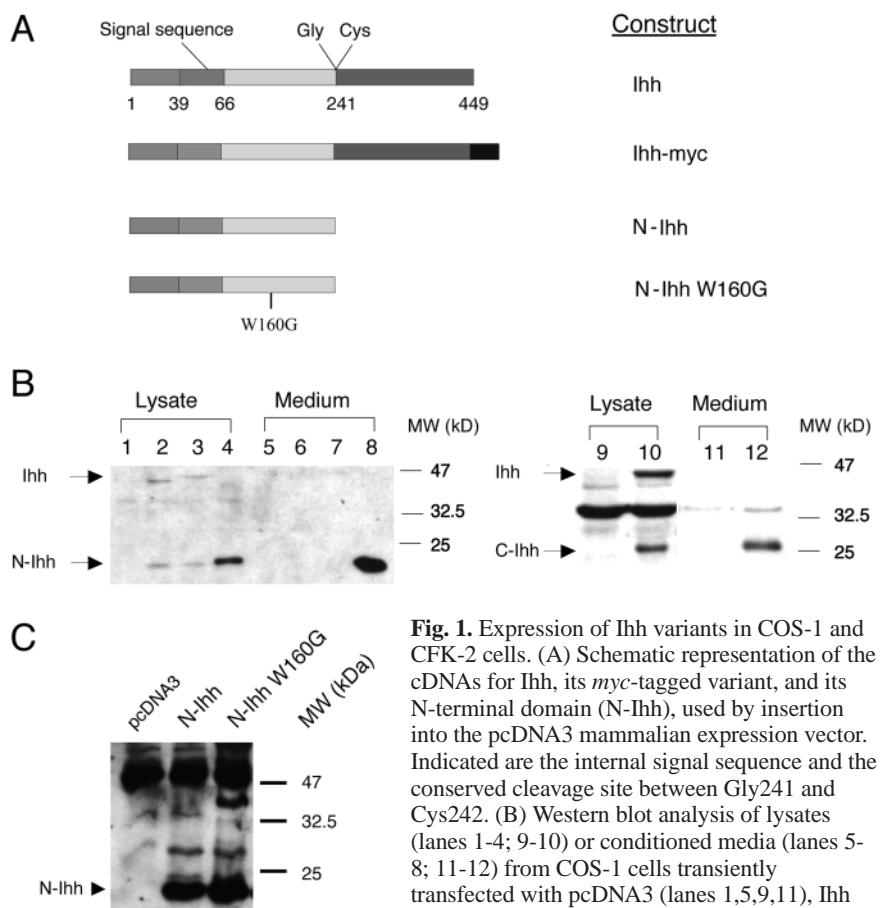 A
Signal sequence
Gly Cys
Construct
Ihh
1 39 66 241 449
Ihh-myc
N-Ihh
N-Ihh W160G
W160G
B
Lysate Medium
1 2 3 4 5 6 7 8
MW (kD)
Ihh
47
32.5
25
N-Ihh
Lysate Medium
9 10 11 12
MW (kD)
Ihh
47
32.5
25
C-Ihh
C
pcDNA3
N-Ihh
N-Ihh W160G
MW (kDa)
47
32.5
25
N-Ihh
Fig. 1. Expression of Ihh variants in COS-1 and
CFK-2 cells. (A) Schematic representation of the
cDNAs for Ihh, its myc-tagged variant, and its
N-terminal domain (N-Ihh), used by insertion
into the pcDNA3 mammalian expression vector.
Indicated are the internal signal sequence and the
conserved cleavage site between Gly241 and
Cys242. (B) Western blot analysis of lysates
(lanes 1-4; 9-10) or conditioned media (lanes 5-
8; 11-12) from COS-1 cells transiently
transfected with pcDNA3 (lanes 1,5,9,11), Ihh